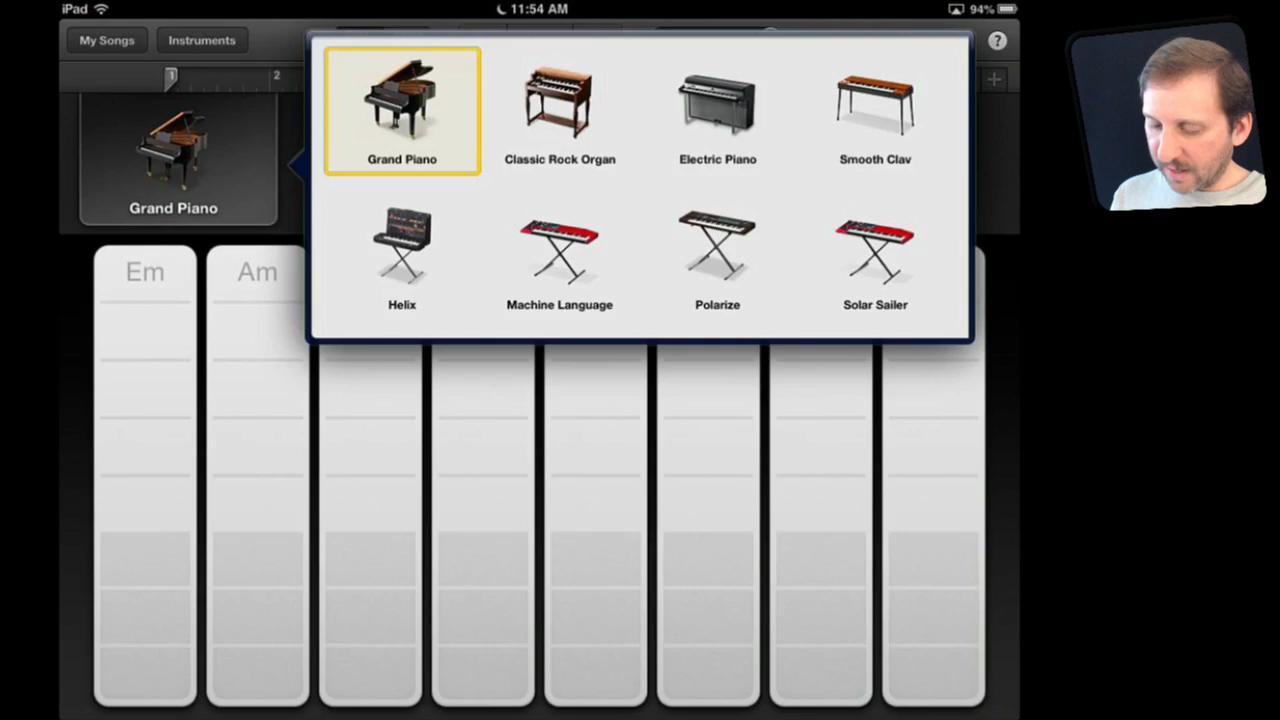 iPad 11:54 AM 94%
My Songs Instruments ?
1 2
Grand Piano Classic Rock Organ Electric Piano Smooth Clav
Grand Piano
Em Am
Helix Machine Language Polarize Solar Sailer